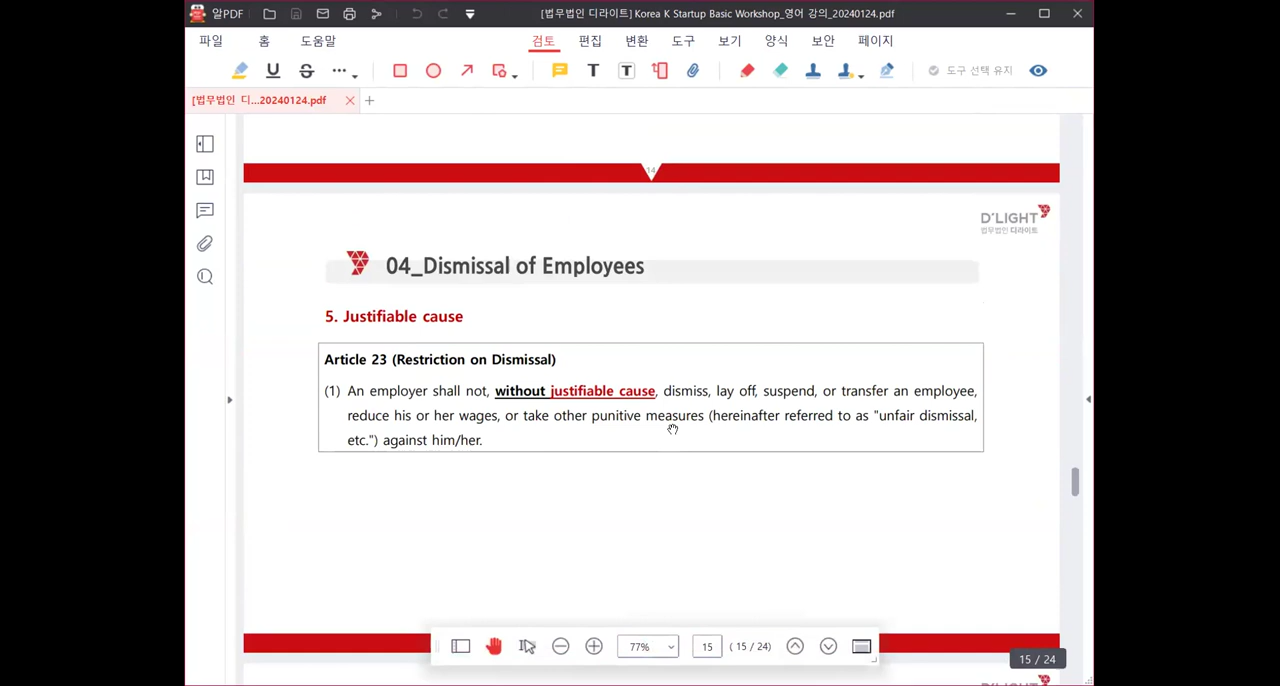 알PDF
[법무법인 디라이트] Korea K Startup Basic Workshop_영어 강의_20240124.pdf
파일 홈 도움말 검토 편집 변환 도구 보기 양식 보안 페이지
도구 선택 유지
[법무법인 디...20240124.pdf
14
D'LIGHT
법무법인 디라이트
04_Dismissal of Employees
5. Justifiable cause
Article 23 (Restriction on Dismissal)
(1) An employer shall not, without justifiable cause, dismiss, lay off, suspend, or transfer an employee,
reduce his or her wages, or take other punitive measures (hereinafter referred to as "unfair dismissal,
etc.") against him/her.
77% 15 ( 15 / 24)
15 / 24
D'LIGHT